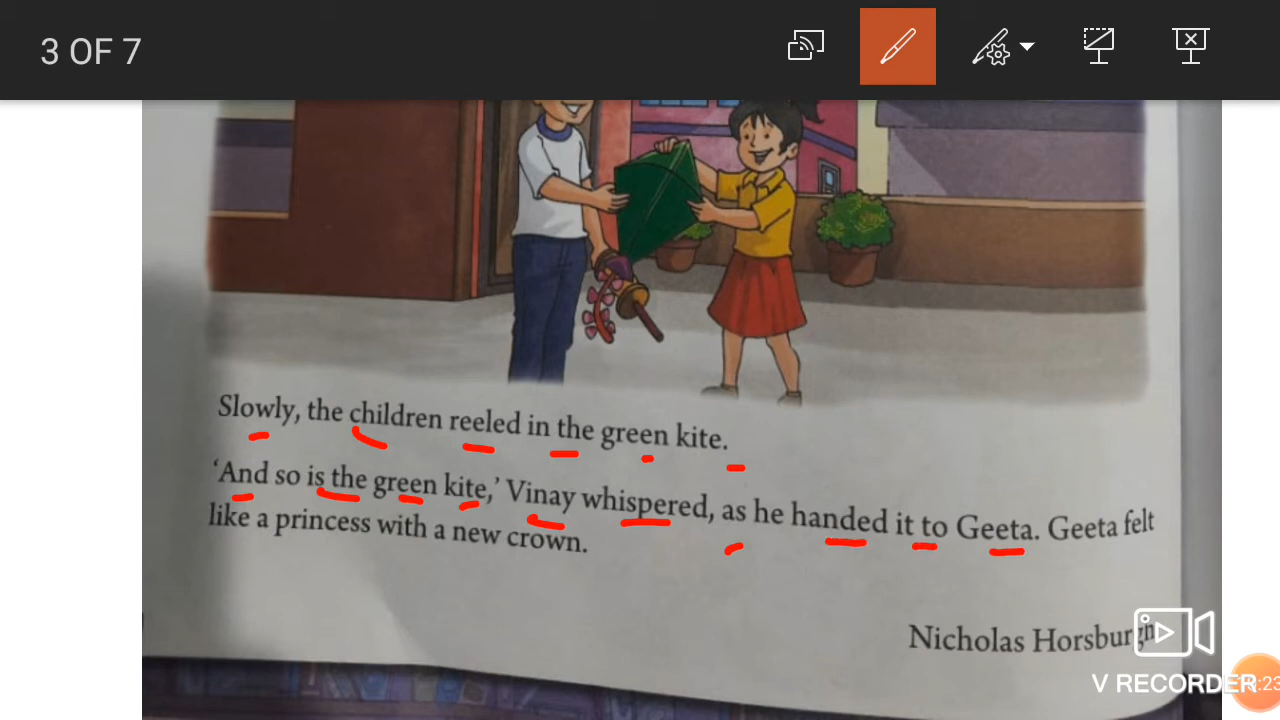 3 OF 7
Slowly, the children reeled in the green kite.
‘And so is the green kite,’ Vinay whispered, as he handed it to Geeta. Geeta felt
like a princess with a new crown.
Nicholas Horsburgh
V RECORDER